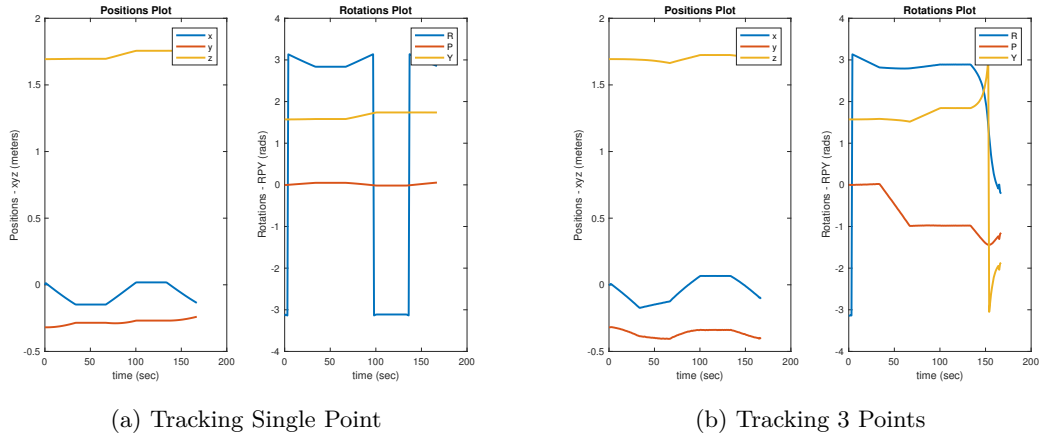 Positions Plot
Positions - xyz (meters)
2
1.5
1
0.5
0
-0.5
0
50
100
150
200
time (sec)
x
y
z
Rotations Plot
Rotations - RPY (rads)
4
3
2
1
0
-1
-2
-3
-4
0
50
100
150
200
time (sec)
R
P
Y
(a) Tracking Single Point
Positions Plot
Positions - xyz (meters)
2
1.5
1
0.5
0
-0.5
0
50
100
150
200
time (sec)
x
y
z
Rotations Plot
Rotations - RPY (rads)
4
3
2
1
0
-1
-2
-3
-4
0
50
100
150
200
time (sec)
R
P
Y
(b) Tracking 3 Points